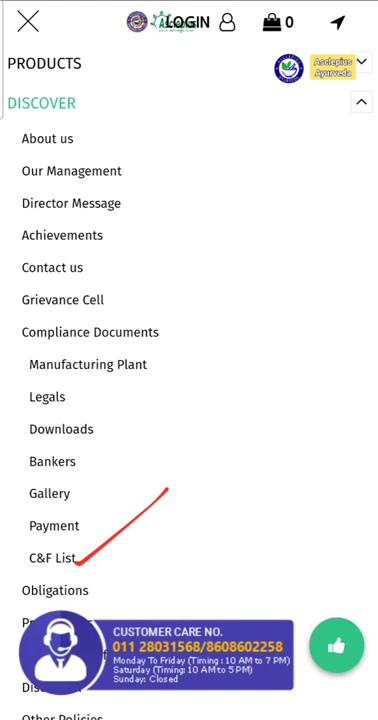 LOGIN
0
Asclepius
PRODUCTS
Asclepius
Ayurveda
DISCOVER
About us
Our Management
Director Message
Achievements
Contact us
Grievance Cell
Compliance Documents
Manufacturing Plant
Legals
Downloads
Bankers
Gallery
Payment
C&F List
Obligations
CUSTOMER CARE NO.
011 28031568/8608602258
Monday To Friday (Timing : 10 AM to 7 PM)
Saturday (Timing: 10 AM to 5 PM)
Sunday: Closed
Other Policies